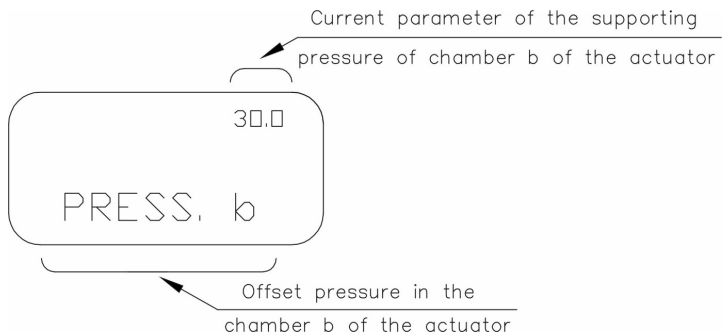 Current parameter of the supporting
pressure of chamber b of the actuator
30.0
PRESS. b
Offset pressure in the
chamber b of the actuator